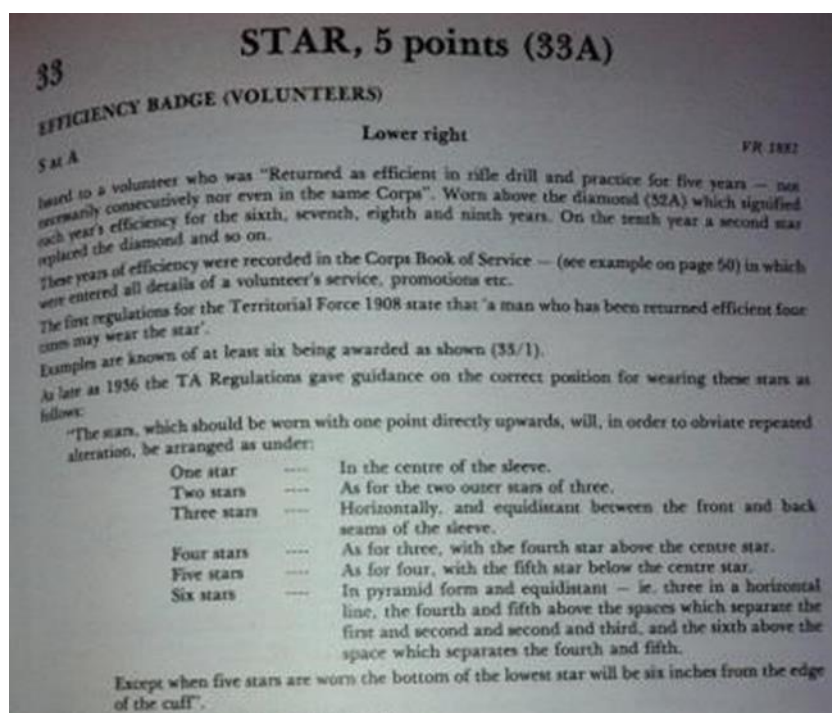 STAR, 5 points (33A)
33
EFFICIENCY BADGE (VOLUNTEERS)
Lower right
S at A
VR 1882
Issued to a volunteer who was "Returned as efficient in rifle drill and practice for five years — not
necessarily consecutively nor even in the same Corps". Worn above the diamond (32A) which signified
each year's efficiency for the sixth, seventh, eighth and ninth years. On the tenth year a second star
replaced the diamond and so on.
These years of efficiency were recorded in the Corps Book of Service — (see example on page 50) in which
were entered all details of a volunteer's service, promotions etc.
The first regulations for the Territorial Force 1908 state that 'a man who has been returned efficient four
times may wear the star'.
Examples are known of at least six being awarded as shown (33/1).
As late as 1936 the TA Regulations gave guidance on the correct position for wearing these stars as
follows:
"The stars, which should be worn with one point directly upwards, will, in order to obviate repeated
alteration, be arranged as under:
One star ---- In the centre of the sleeve.
Two stars ---- As for the two outer stars of three.
Three stars ---- Horizontally, and equidistant between the front and back
seams of the sleeve.
Four stars ---- As for three, with the fourth star above the centre star.
Five stars ---- As for four, with the fifth star below the centre star.
Six stars ---- In pyramid form and equidistant — ie. three in a horizontal
line, the fourth and fifth above the spaces which separate the
first and second and second and third, and the sixth above the
space which separates the fourth and fifth.
Except when five stars are worn the bottom of the lowest star will be six inches from the edge
of the cuff".